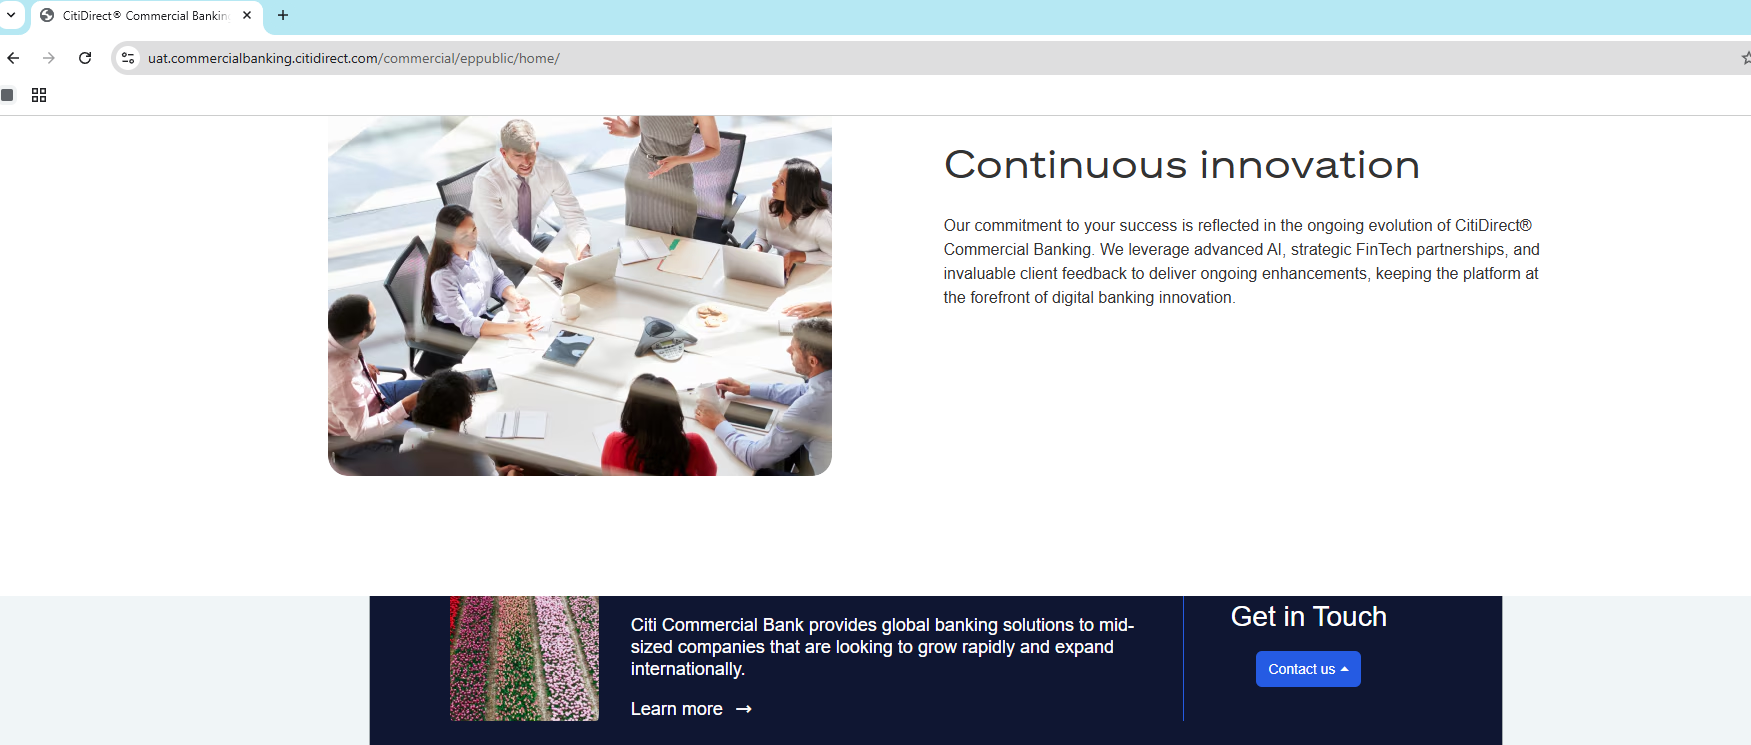 CitiDirect® Commercial Bankin
uat.commercialbanking.citidirect.com/commercial/eppublic/home/
Continuous innovation
Our commitment to your success is reflected in the ongoing evolution of CitiDirect®
Commercial Banking. We leverage advanced AI, strategic FinTech partnerships, and
invaluable client feedback to deliver ongoing enhancements, keeping the platform at
the forefront of digital banking innovation.
Citi Commercial Bank provides global banking solutions to mid-
sized companies that are looking to grow rapidly and expand
internationally.
Learn more →
Get in Touch
Contact us